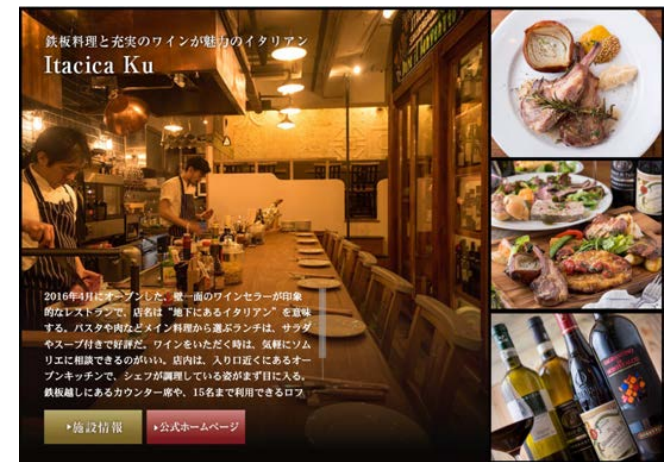 鉄板料理と充実のワインが魅力のイタリアン
Itacica Ku
2016年4月にオープンした、壁一面のワインセラーが印象
的なレストランで、店名は“地下にあるイタリアン”を意味
する。パスタや肉などメイン料理から選ぶランチは、サラダ
やスープ付きで好評だ。ワインをいただく時は、気軽にソム
リエに相談できるのがいい。店内は、入り口近くにあるオー
プンキッチンで、シェフが調理している姿がまず目に入る。
鉄板越しにあるカウンター席や、15名まで利用できるロフ
▸施設情報
▸公式ホームページ